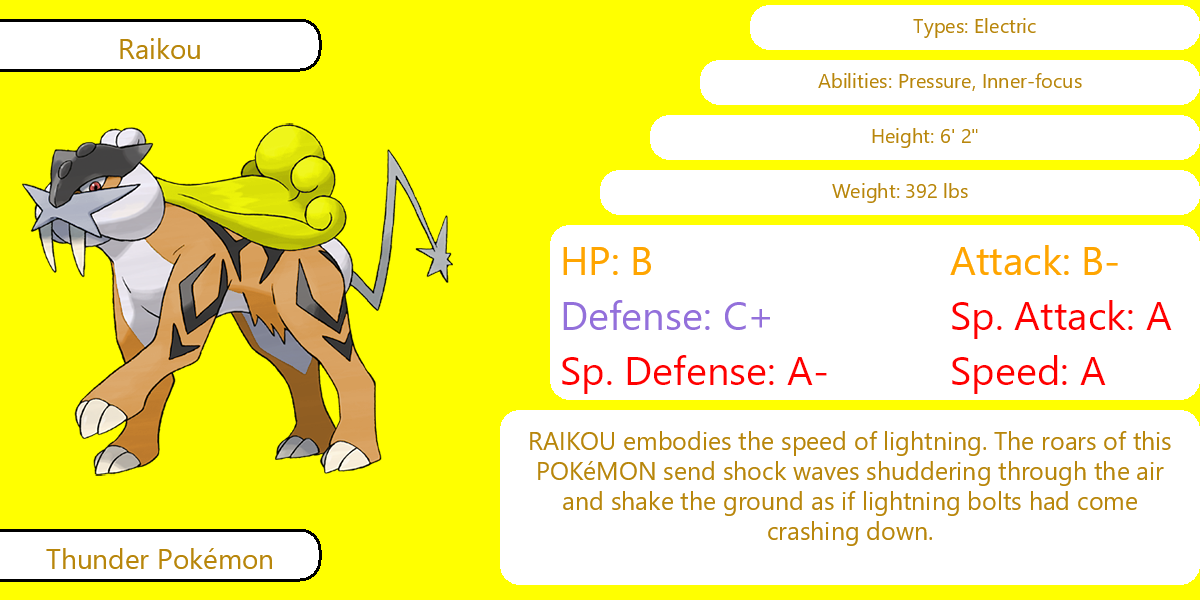 Raikou
Types: Electric
Abilities: Pressure, Inner-focus
Height: 6' 2"
Weight: 392 lbs
HP: B
Attack: B-
Defense: C+
Sp. Attack: A
Sp. Defense: A-
Speed: A
RAIKOU embodies the speed of lightning. The roars of this
POKéMON send shock waves shuddering through the air
and shake the ground as if lightning bolts had come
crashing down.
Thunder Pokémon